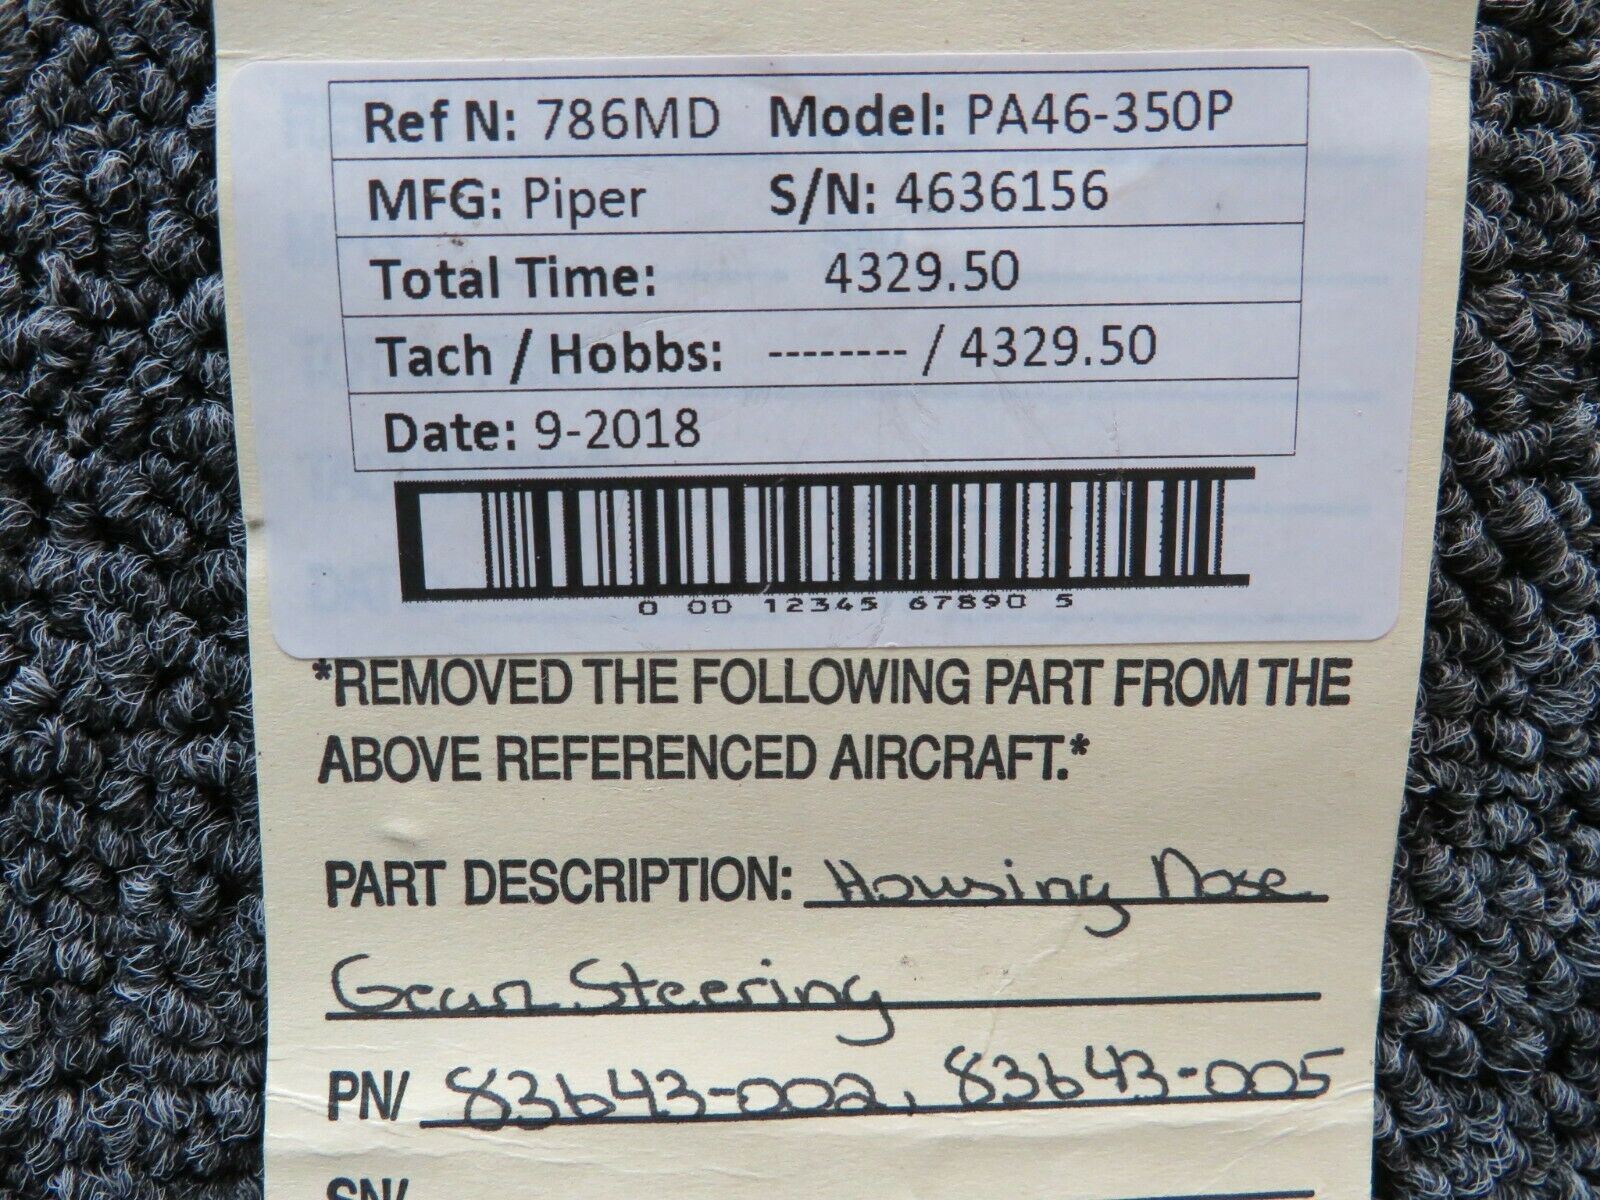 Ref N: 786MD Model: PA46-350P
MFG: Piper S/N: 4636156
Total Time: 4329.50
Tach / Hobbs: -------- / 4329.50
Date: 9-2018
0 00 12345 67890 5
*REMOVED THE FOLLOWING PART FROM THE
ABOVE REFERENCED AIRCRAFT.*
PART DESCRIPTION: Housing Nose
Gear Steering
PN/ 83643-002, 83643-005
SN/